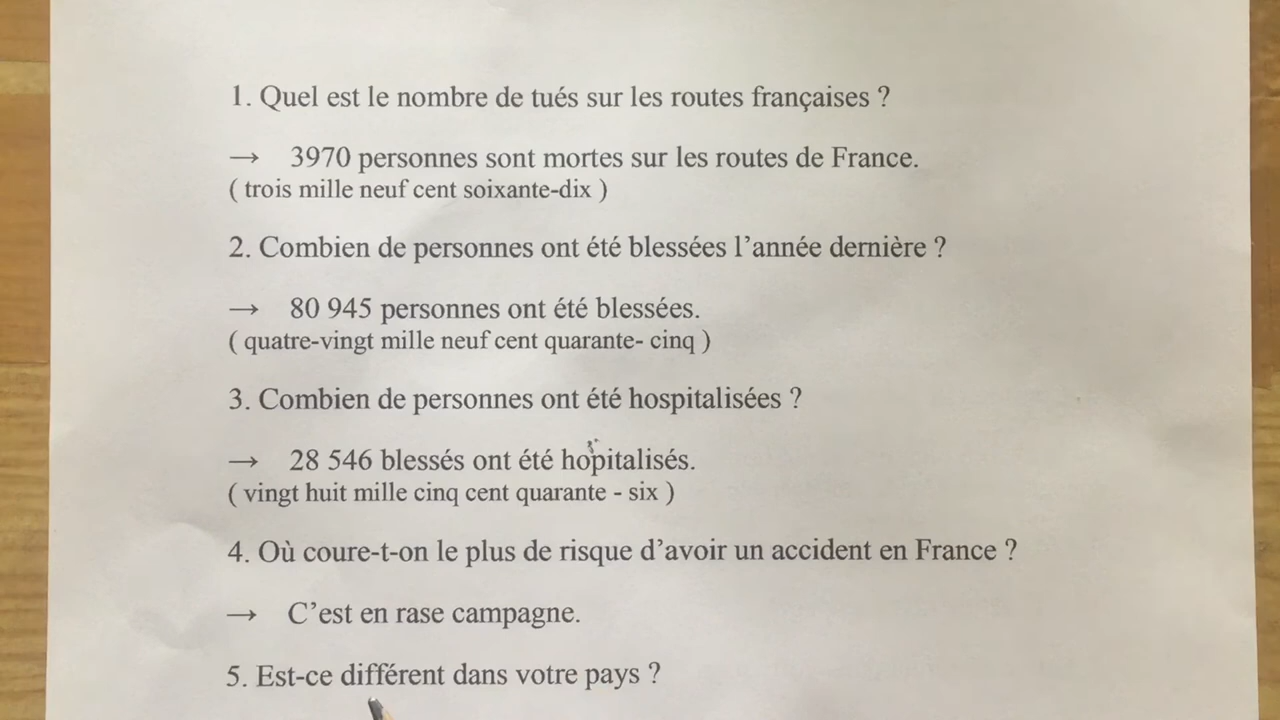 1. Quel est le nombre de tués sur les routes françaises ?
→ 3970 personnes sont mortes sur les routes de France.
( trois mille neuf cent soixante-dix )
2. Combien de personnes ont été blessées l’année dernière ?
→ 80 945 personnes ont été blessées.
( quatre-vingt mille neuf cent quarante- cinq )
3. Combien de personnes ont été hospitalisées ?
→ 28 546 blessés ont été hopitalisés.
( vingt huit mille cinq cent quarante - six )
4. Où coure-t-on le plus de risque d’avoir un accident en France ?
→ C’est en rase campagne.
5. Est-ce différent dans votre pays ?